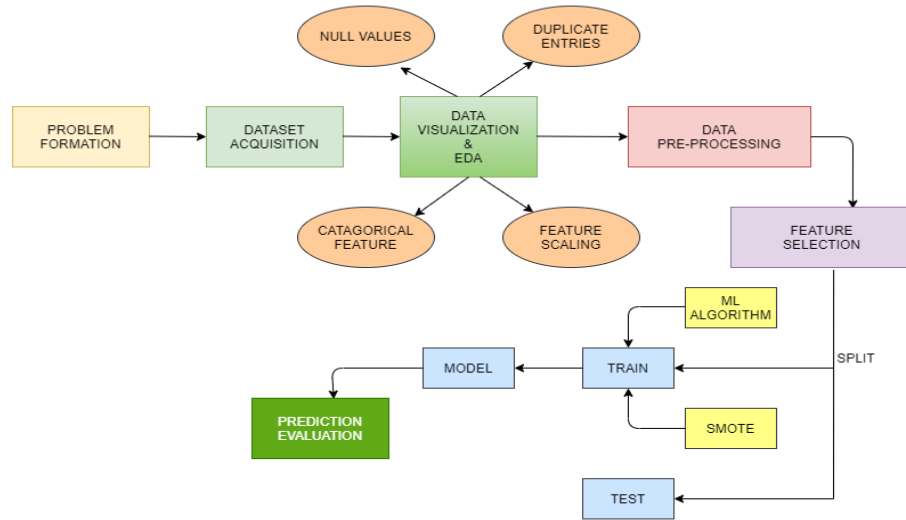 NULL VALUES
DUPLICATE
ENTRIES
PROBLEM
FORMATION
DATASET
ACQUISITION
DATA
VISUALIZATION
&
EDA
DATA
PRE-PROCESSING
CATAGORICAL
FEATURE
FEATURE
SCALING
FEATURE
SELECTION
ML
ALGORITHM
SPLIT
TRAIN
MODEL
PREDICTION
EVALUATION
SMOTE
TEST